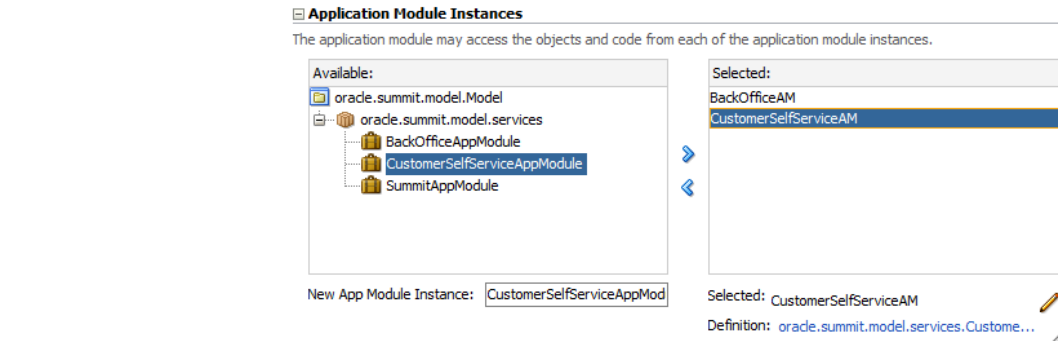 Application Module Instances
The application module may access the objects and code from each of the application module instances.
Available:
oracle.summit.model.Model
oracle.summit.model.services
BackOfficeAppModule
CustomerSelfServiceAppModule
SummitAppModule
New App Module Instance: CustomerSelfServiceAppMod
Selected:
BackOfficeAM
CustomerSelfServiceAM
Selected: CustomerSelfServiceAM
Definition: oracle.summit.model.services.Custome...